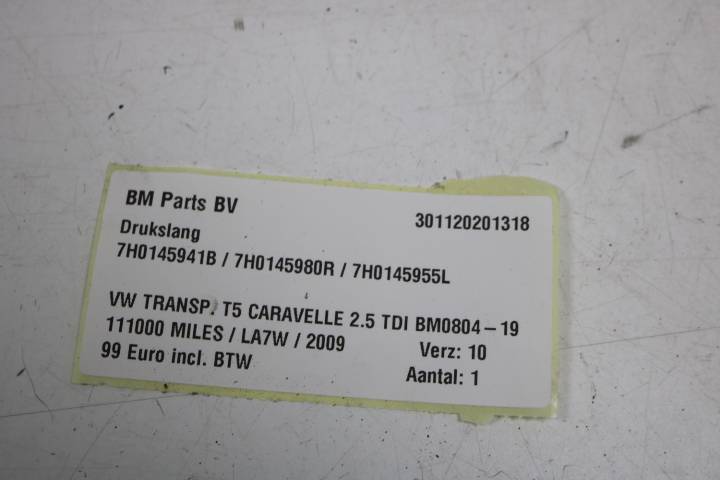 BM Parts BV 301120201318
Drukslang
7H0145941B / 7H0145980R / 7H0145955L
VW TRANSP. T5 CARAVELLE 2.5 TDI BM0804-19
111000 MILES / LA7W / 2009 Verz: 10
99 Euro incl. BTW Aantal: 1